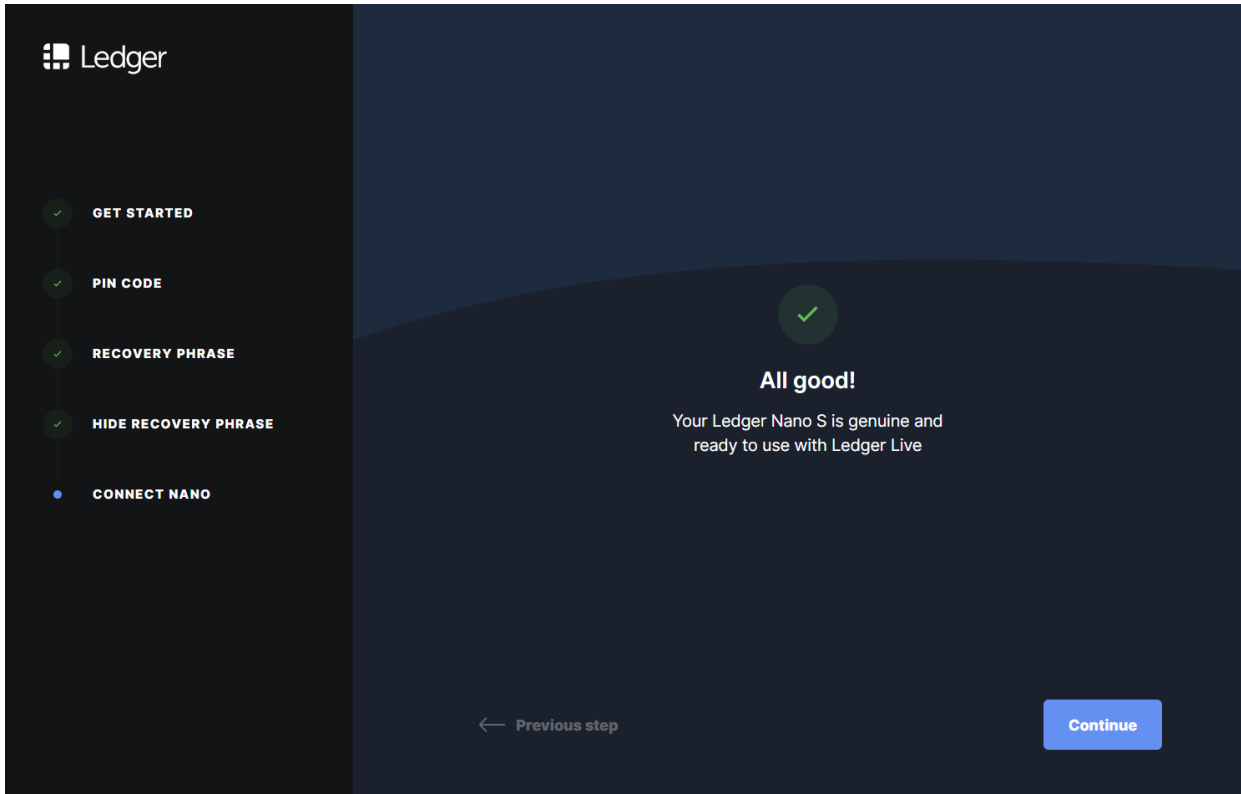 Ledger
GET STARTED
PIN CODE
RECOVERY PHRASE
HIDE RECOVERY PHRASE
CONNECT NANO
All good!
Your Ledger Nano S is genuine and
ready to use with Ledger Live
Previous step
Continue